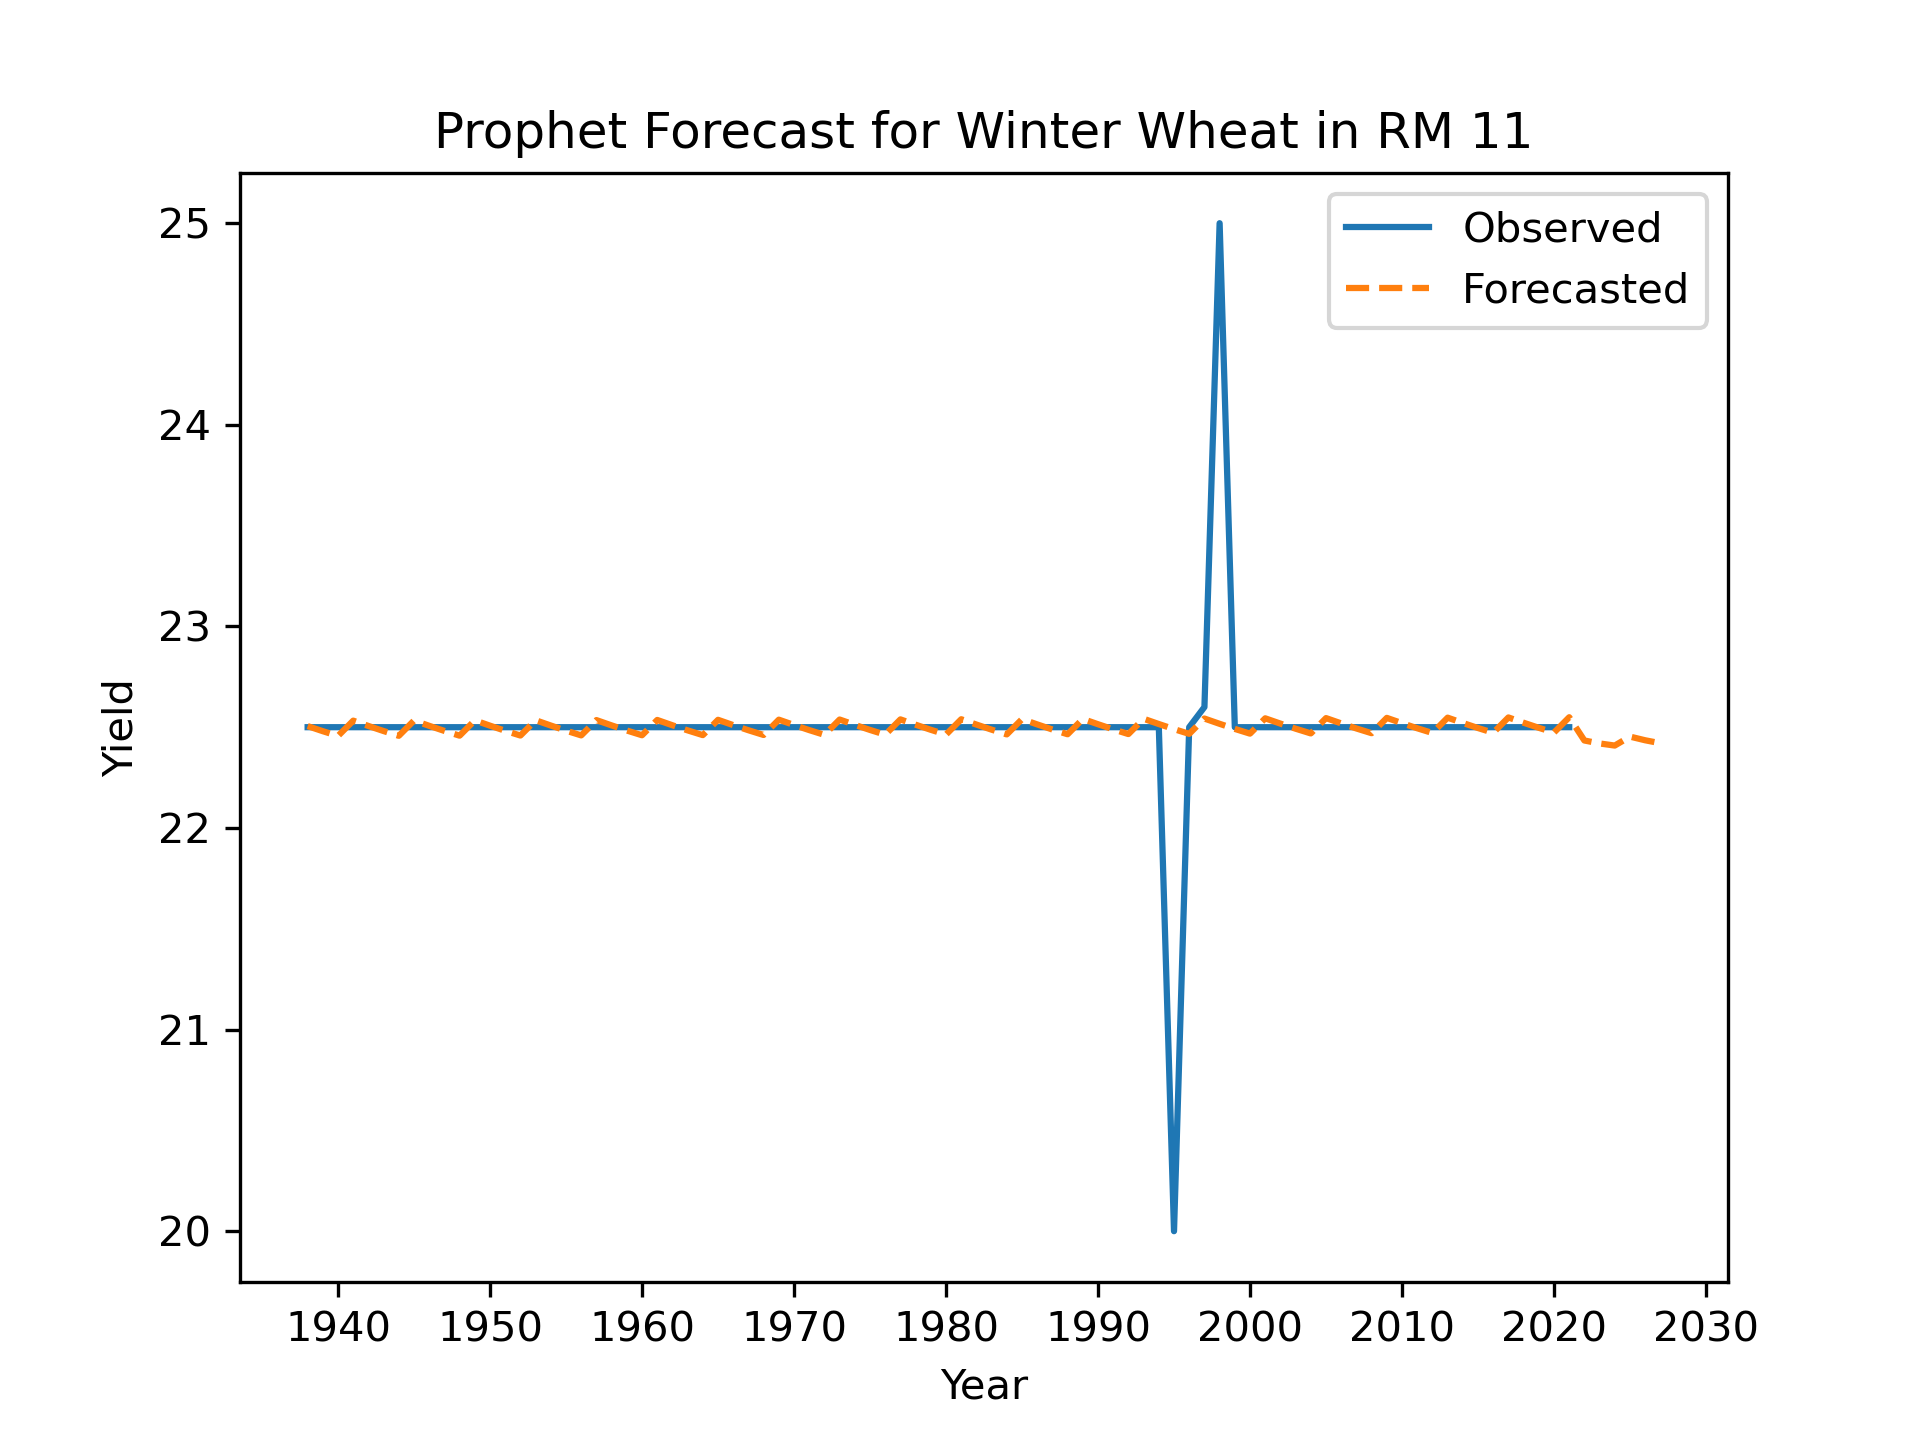 Prophet Forecast for Winter Wheat in RM 11
Observed
Forecasted
25
24
23
22
21
20
Yield
1940 1950 1960 1970 1980 1990 2000 2010 2020 2030
Year